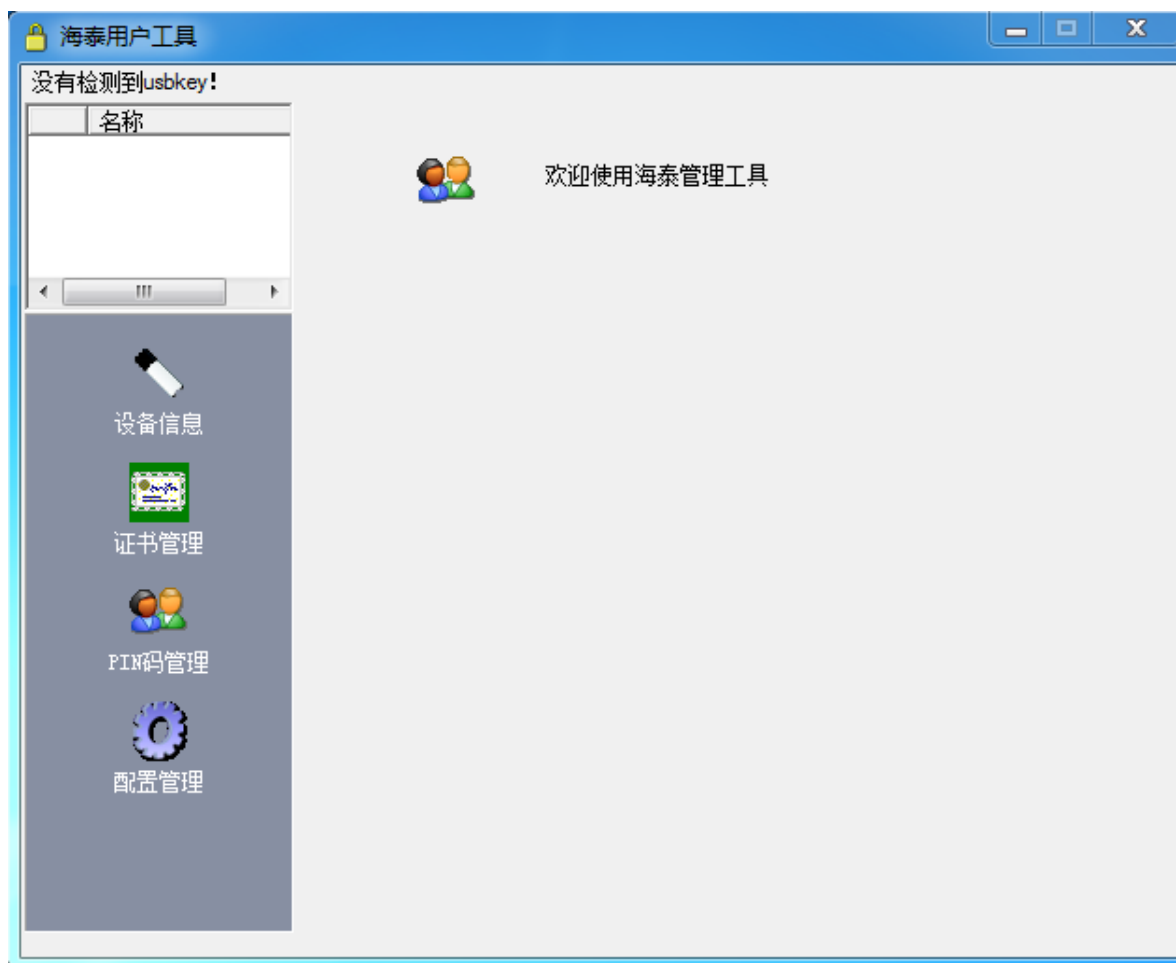 海泰用户工具
没有检测到usbkey!
名称
欢迎使用海泰管理工具
设备信息
证书管理
PIN码管理
配置管理